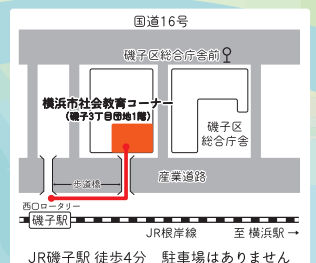 国道16号
磯子区総合庁舎前
横浜市社会教育コーナー
(磯子3丁目団地1階)
磯子区
総合庁舎
歩道橋
産業道路
西口ロータリー
磯子駅
JR根岸線
至 横浜駅→
JR磯子駅 徒歩4分 駐車場はありません